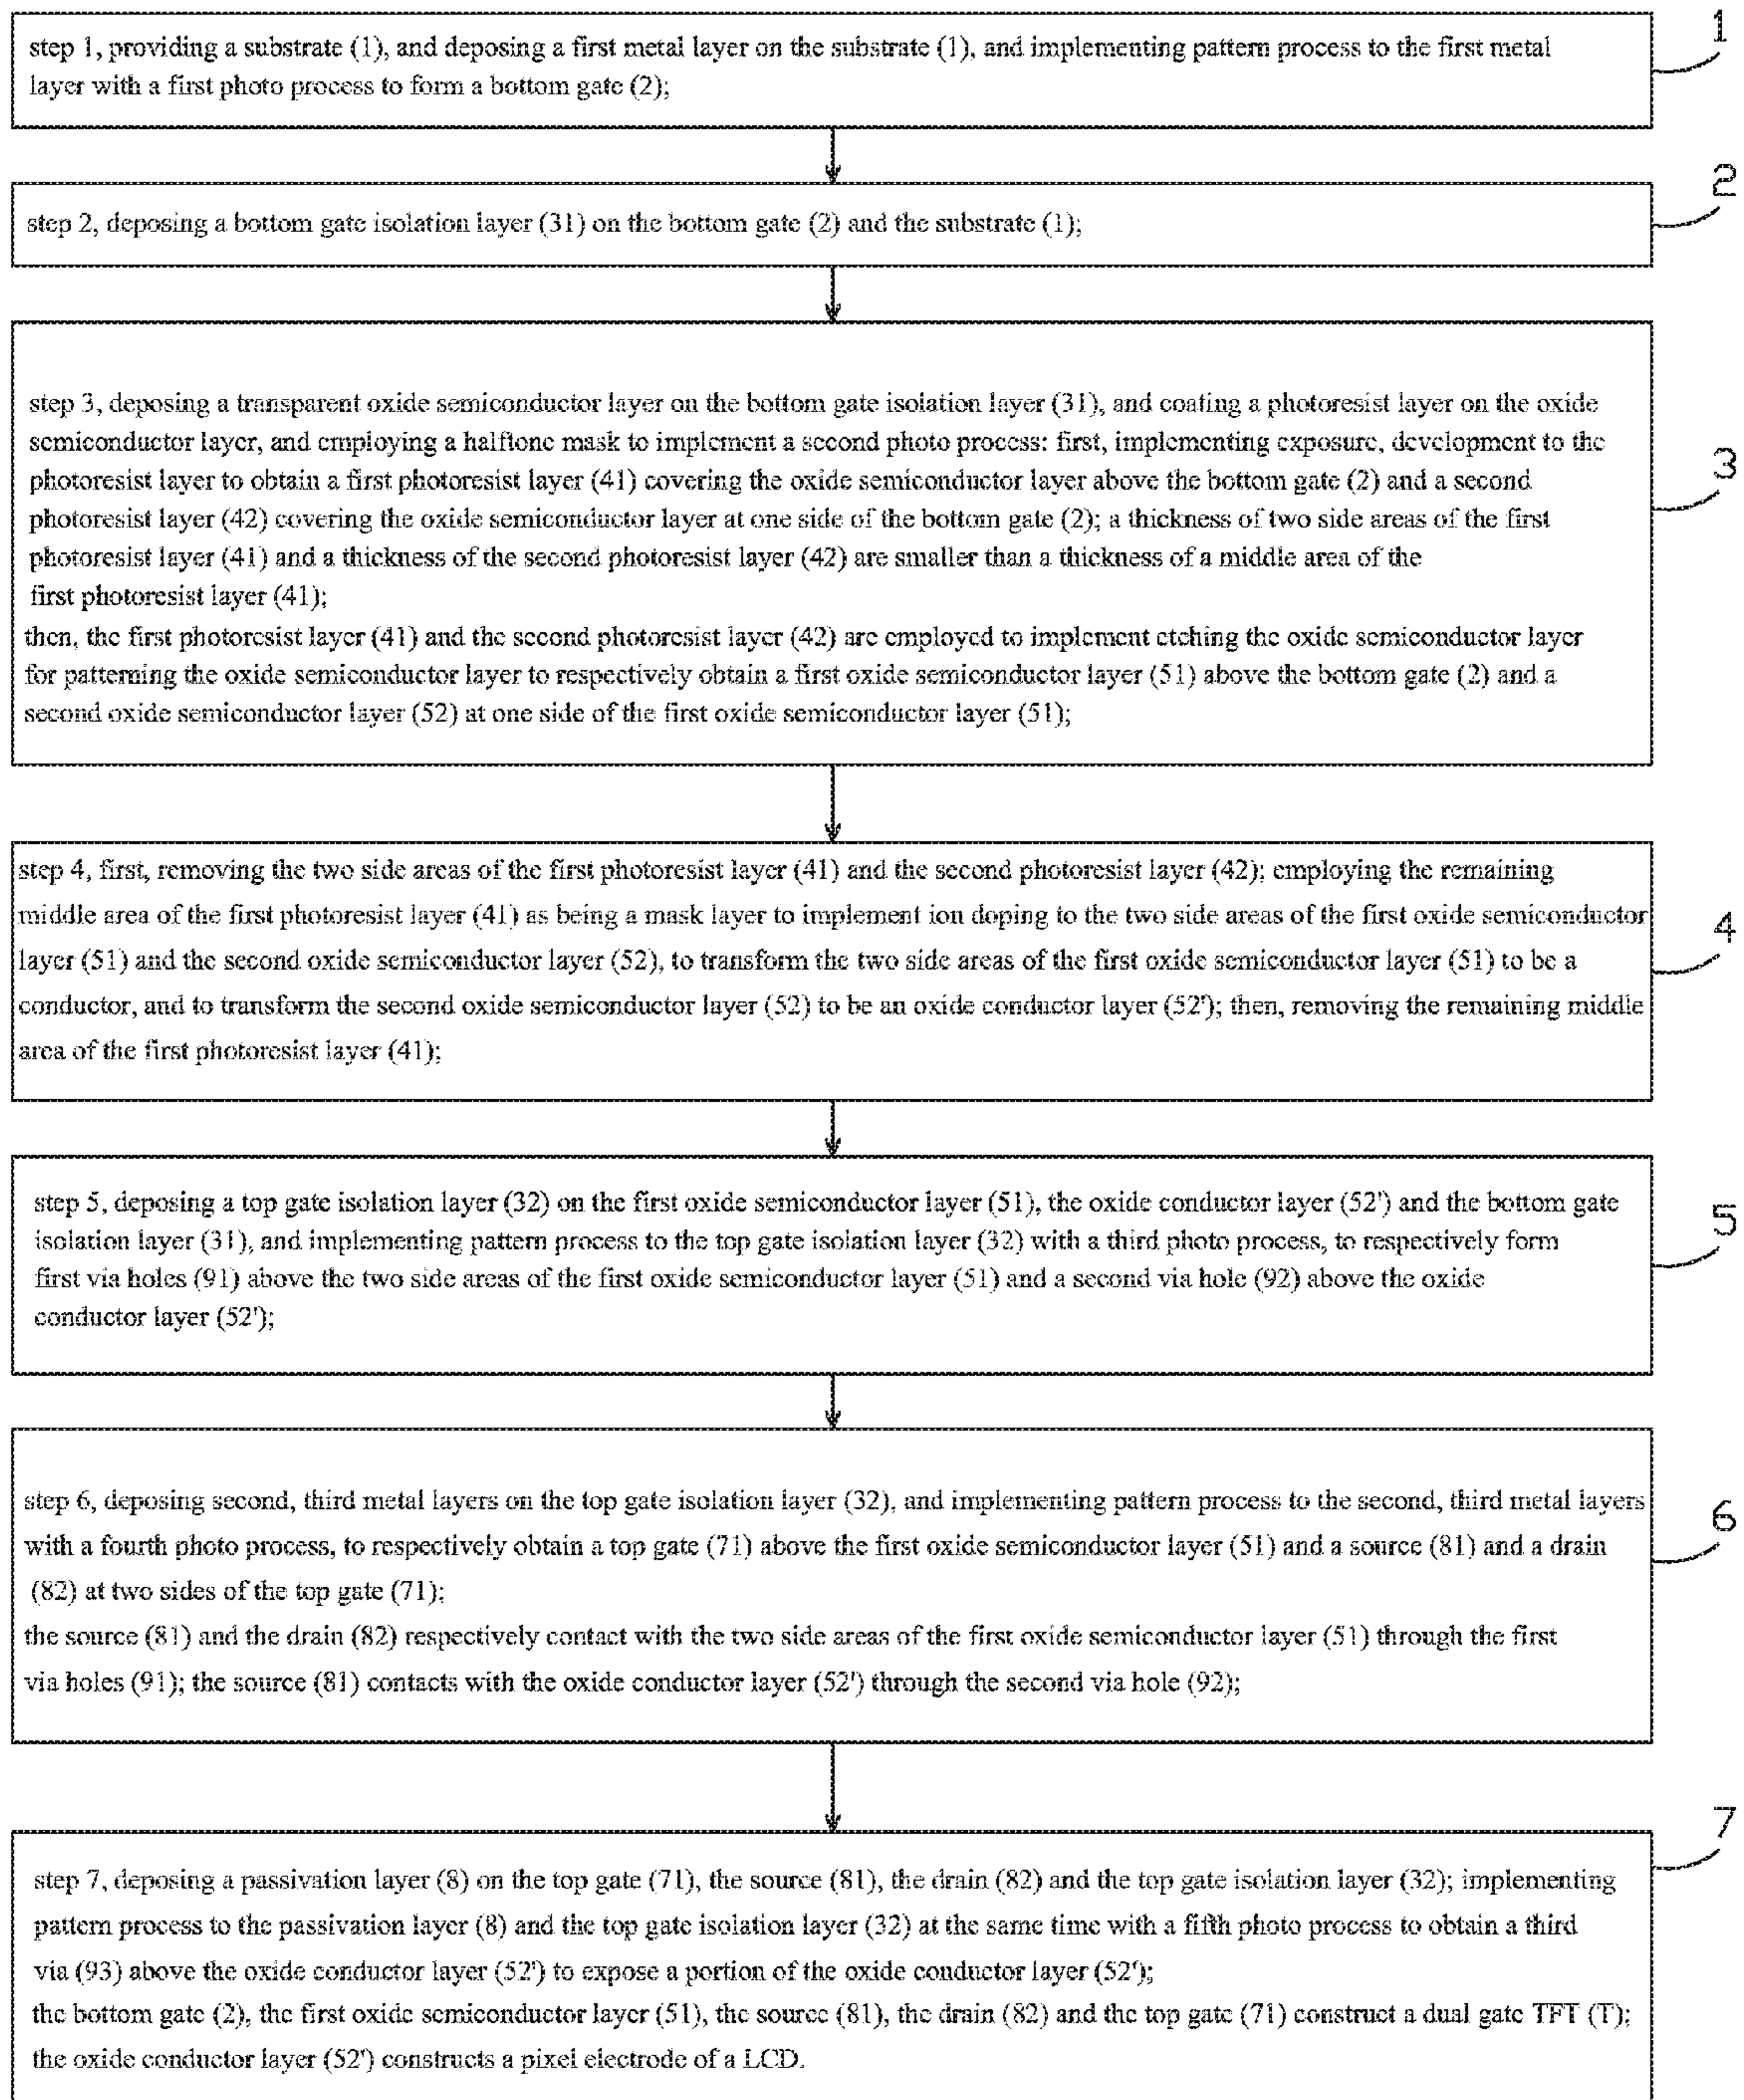 step 1, providing a substrate (1), and deposing a first metal layer on the substrate (1), and implementing pattern process to the first metal
layer with a first photo process to form a bottom gate (2);
1
step 2, deposing a bottom gate isolation layer (31) on the bottom gate (2) and the substrate (1);
2
step 3, deposing a transparent oxide semiconductor layer on the bottom gate isolation layer (31), and coating a photoresist layer on the oxide
semiconductor layer, and employing a halftone mask to implement a second photo process: first, implementing exposure, development to the
photoresist layer to obtain a first photoresist layer (41) covering the oxide semiconductor layer above the bottom gate (2) and a second
photoresist layer (42) covering the oxide semiconductor layer at one side of the bottom gate (2); a thickness of two side areas of the first
photoresist layer (41) and a thickness of the second photoresist layer (42) are smaller than a thickness of a middle area of the
first photoresist layer (41);
then, the first photoresist layer (41) and the second photoresist layer (42) are employed to implement etching the oxide semiconductor layer
for patterning the oxide semiconductor layer to respectively obtain a first oxide semiconductor layer (51) above the bottom gate (2) and a
second oxide semiconductor layer (52) at one side of the first oxide semiconductor layer (51);
3
step 4, first, removing the two side areas of the first photoresist layer (41) and the second photoresist layer (42); employing the remaining
middle area of the first photoresist layer (41) as being a mask layer to implement ion doping to the two side areas of the first oxide semiconductor
layer (51) and the second oxide semiconductor layer (52), to transform the two side areas of the first oxide semiconductor layer (51) to be a
conductor, and to transform the second oxide semiconductor layer (52) to be an oxide conductor layer (52'); then, removing the remaining middle
area of the first photoresist layer (41);
4
step 5, deposing a top gate isolation layer (32) on the first oxide semiconductor layer (51), the oxide conductor layer (52') and the bottom gate
isolation layer (31), and implementing pattern process to the top gate isolation layer (32) with a third photo process, to respectively form
first via holes (91) above the two side areas of the first oxide semiconductor layer (51) and a second via hole (92) above the oxide
conductor layer (52');
5
step 6, deposing second, third metal layers on the top gate isolation layer (32), and implementing pattern process to the second, third metal layers
with a fourth photo process, to respectively obtain a top gate (71) above the first oxide semiconductor layer (51) and a source (81) and a drain
(82) at two sides of the top gate (71);
the source (81) and the drain (82) respectively contact with the two side areas of the first oxide semiconductor layer (51) through the first
via holes (91); the source (81) contacts with the oxide conductor layer (52') through the second via hole (92);
6
step 7, deposing a passivation layer (8) on the top gate (71), the source (81), the drain (82) and the top gate isolation layer (32); implementing
pattern process to the passivation layer (8) and the top gate isolation layer (32) at the same time with a fifth photo process to obtain a third
via (93) above the oxide conductor layer (52') to expose a portion of the oxide conductor layer (52');
the bottom gate (2), the first oxide semiconductor layer (51), the source (81), the drain (82) and the top gate (71) construct a dual gate TFT (T);
the oxide conductor layer (52') constructs a pixel electrode of a LCD.
7